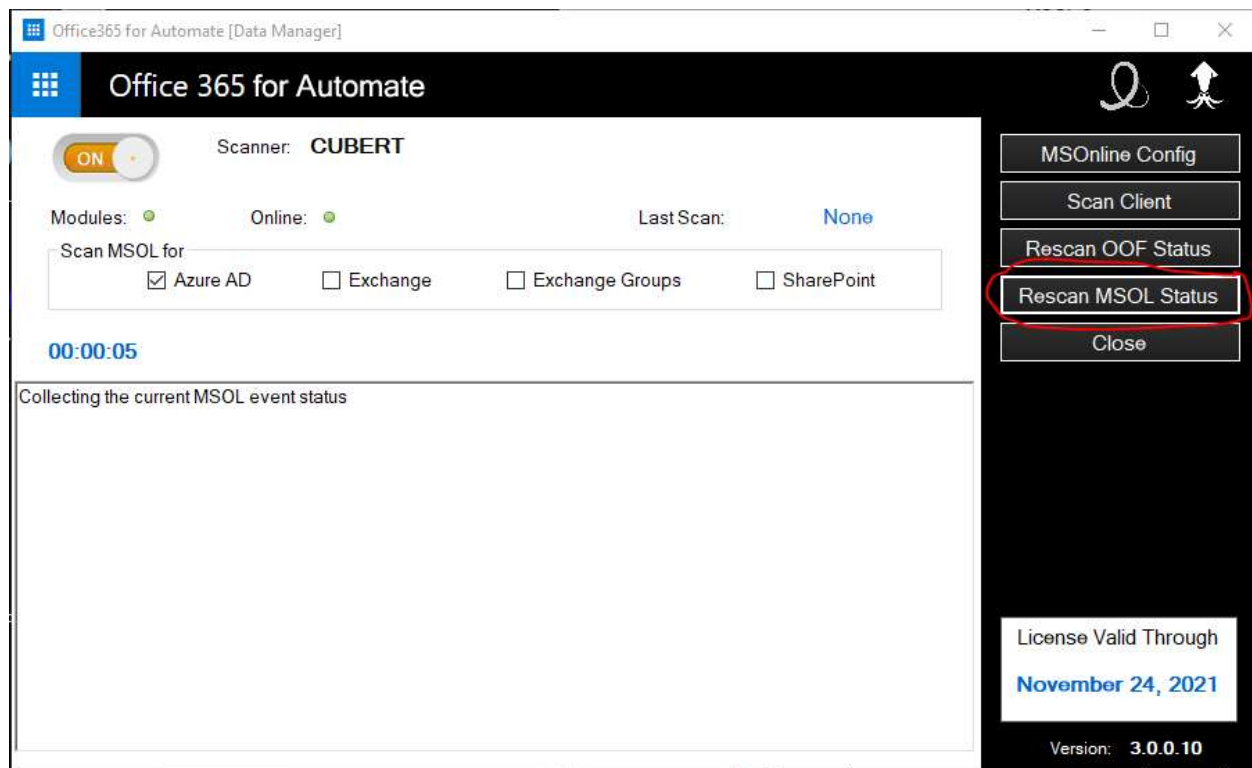 Office365 for Automate [Data Manager]
Office 365 for Automate
ON
Scanner: CUBERT
Modules:
Online:
Last Scan: None
Scan MSOL for
Azure AD
Exchange
Exchange Groups
SharePoint
00:00:05
Collecting the current MSOL event status
MSOnline Config
Scan Client
Rescan OOF Status
Rescan MSOL Status
Close
License Valid Through
November 24, 2021
Version: 3.0.0.10